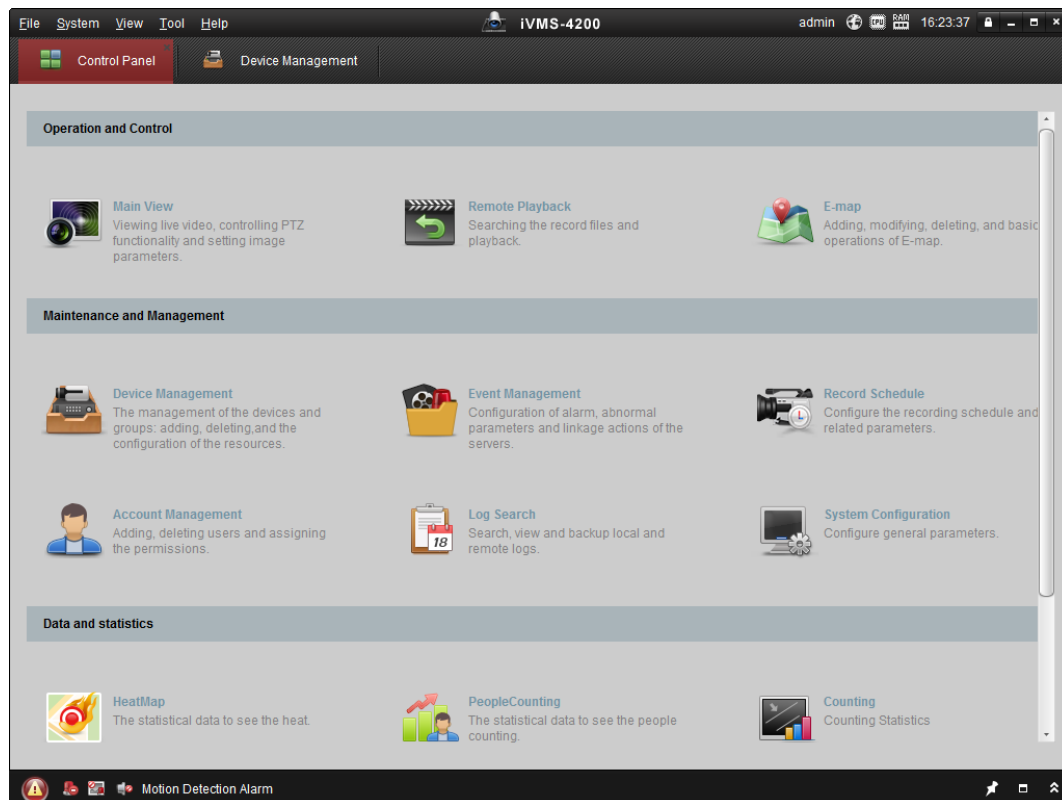 File System View Tool Help iVMS-4200 admin CPU RAM 16:23:37
Control Panel Device Management
Operation and Control
Main View
Viewing live video, controlling PTZ
functionality and setting image
parameters.
Remote Playback
Searching the record files and
playback.
E-map
Adding, modifying, deleting, and basic
operations of E-map.
Maintenance and Management
Device Management
The management of the devices and
groups: adding, deleting,and the
configuration of the resources.
Event Management
Configuration of alarm, abnormal
parameters and linkage actions of the
servers.
Record Schedule
Configure the recording schedule and
related parameters.
Account Management
Adding, deleting users and assigning
the permissions.
18
Log Search
Search, view and backup local and
remote logs.
System Configuration
Configure general parameters.
Data and statistics
HeatMap
The statistical data to see the heat.
PeopleCounting
The statistical data to see the people
counting.
Counting
Counting Statistics
Motion Detection Alarm